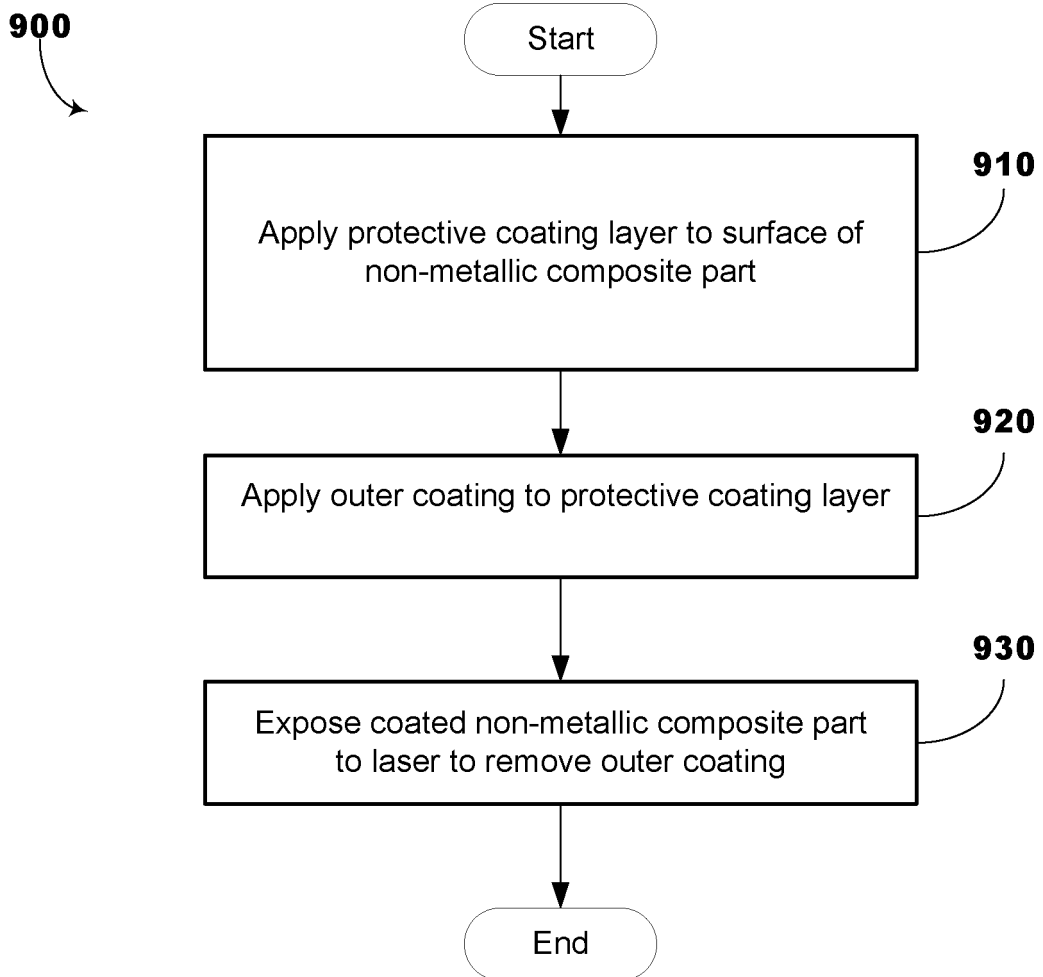 900
Start
910
Apply protective coating layer to surface of
non-metallic composite part
920
Apply outer coating to protective coating layer
930
Expose coated non-metallic composite part
to laser to remove outer coating
End